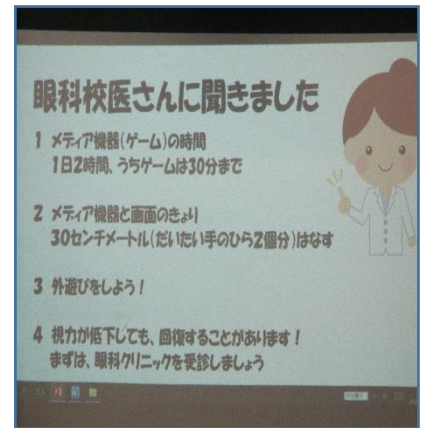 眼科校医さんに聞きました
1 メディア機器(ゲーム)の時間
1日2時間、うちゲームは30分まで
2 メディア機器と画面のきょり
30センチメートル(だいたい手のひら2個分)はなす
3 外遊びをしよう!
4 視力が低下しても、回復することがあります!
まずは、眼科クリニックを受診しましょう